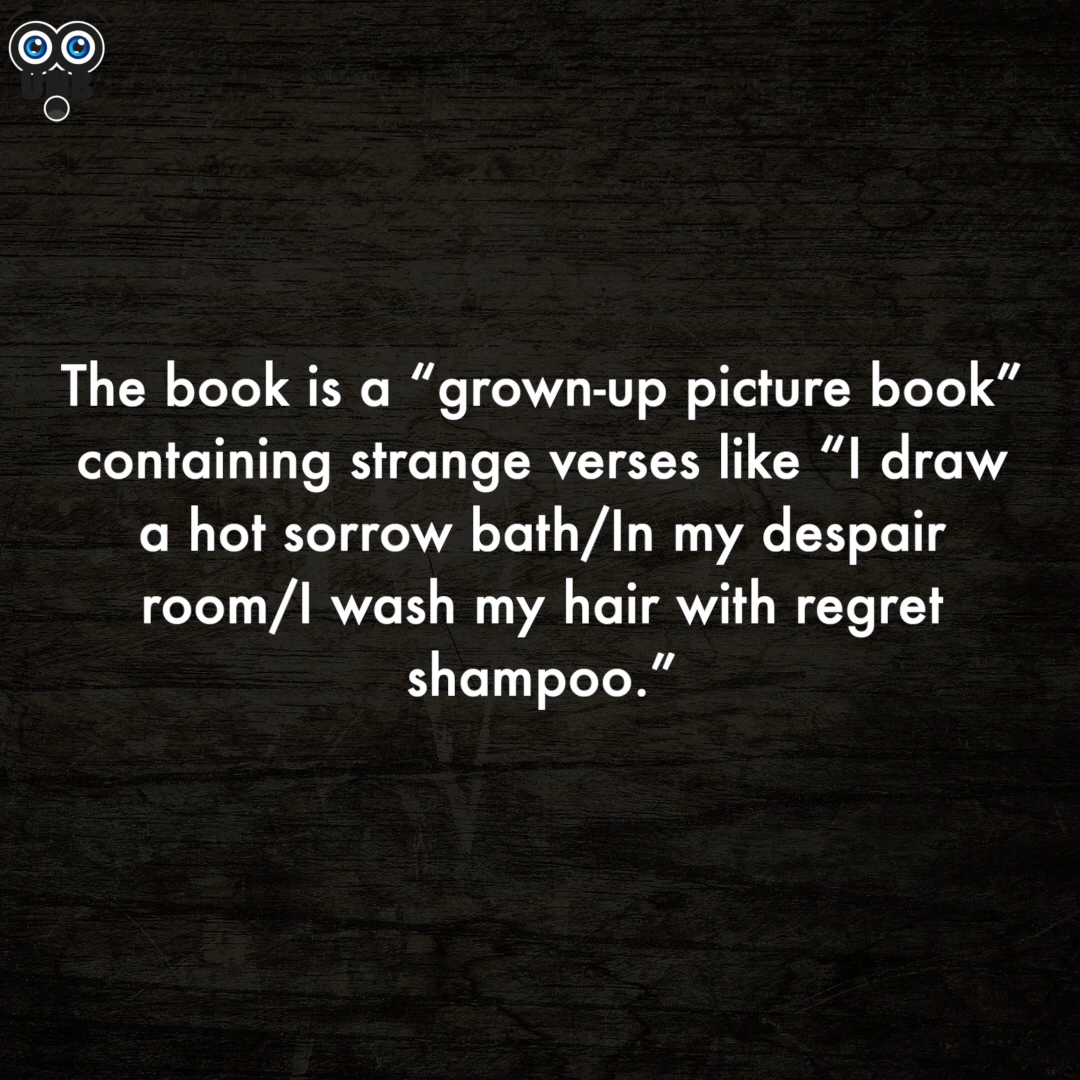 The book is a “grown-up picture book”
containing strange verses like “I draw
a hot sorrow bath/In my despair
room/I wash my hair with regret
shampoo.”